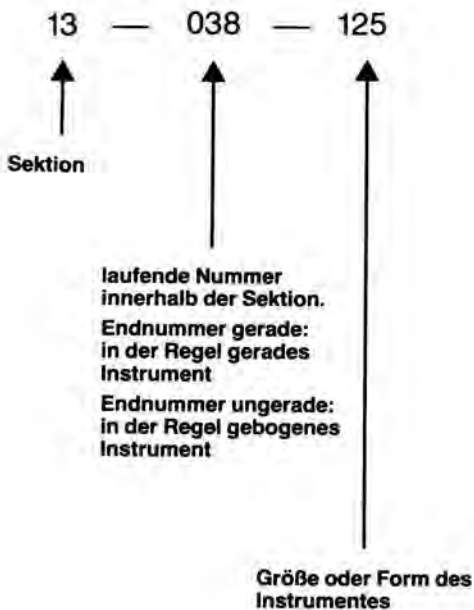 13 — 038 — 125
Sektion
laufende Nummer
innerhalb der Sektion.
Endnummer gerade:
in der Regel gerades
Instrument
Endnummer ungerade:
in der Regel gebogenes
Instrument
Größe oder Form des
Instrumentes